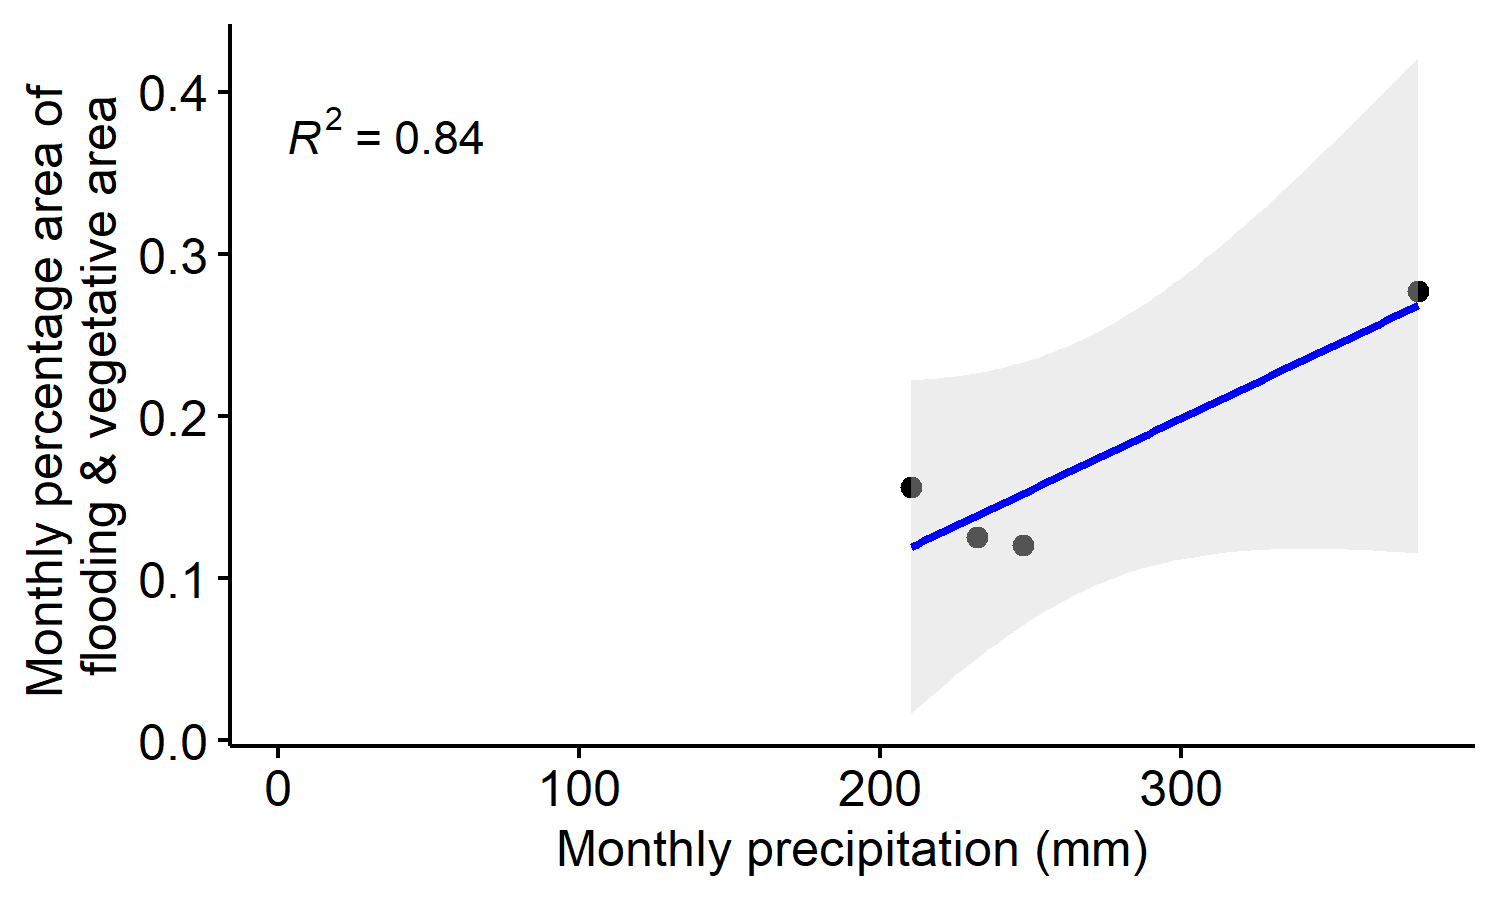 Monthly percentage area of
flooding & vegetative area
0.4
0.3
0.2
0.1
0.0
R² = 0.84
0 100 200 300
Monthly precipitation (mm)